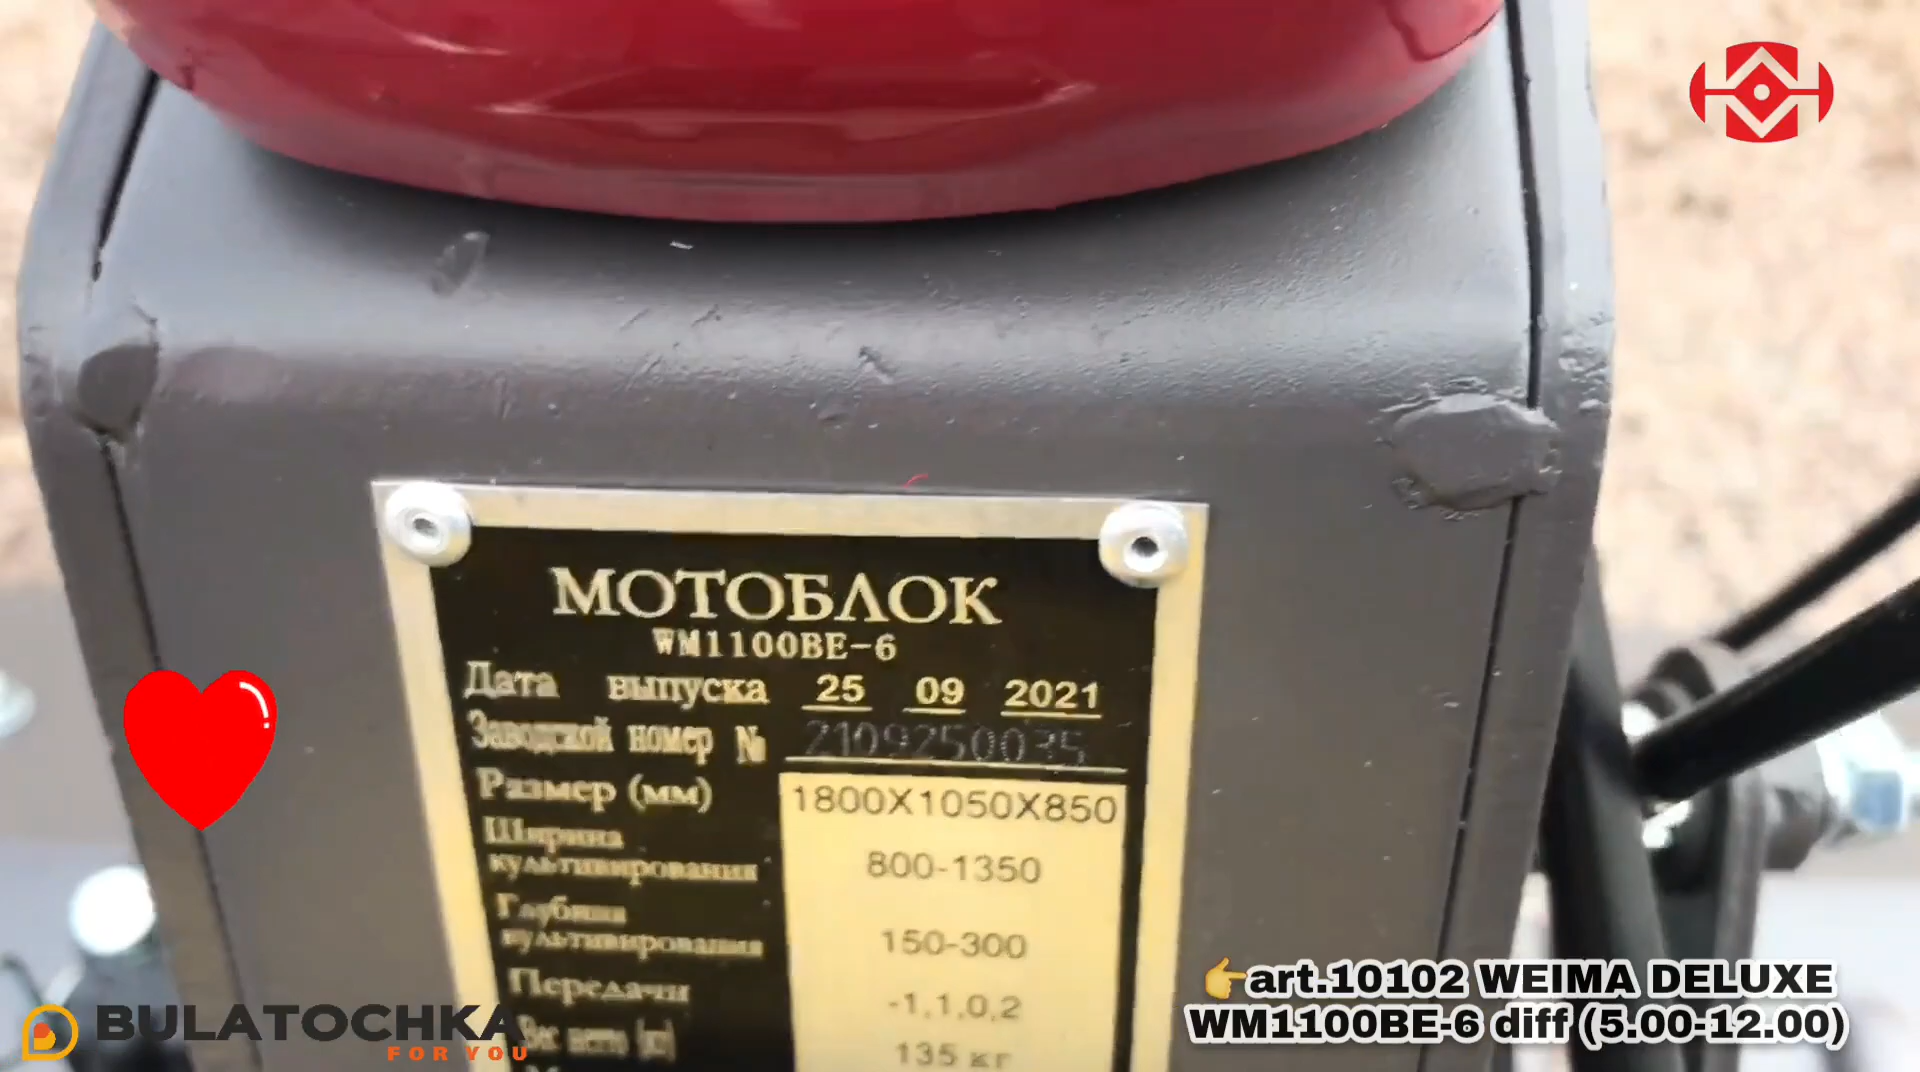 МОТОБЛОК
WM1100BE-6
Дата выпуска 25 09 2021
Заводской номер № 2109250035
Размер (мм) 1800X1050X850
Ширина
культивирования 800-1350
Глубина
культивирования 150-300
Передачи -1,1,0,2
Вес нетто (кг) 135 кг
👉art.10102 WEIMA DELUXE
WM1100BE-6 diff (5.00-12.00)
BULATOCHKA
FOR YOU